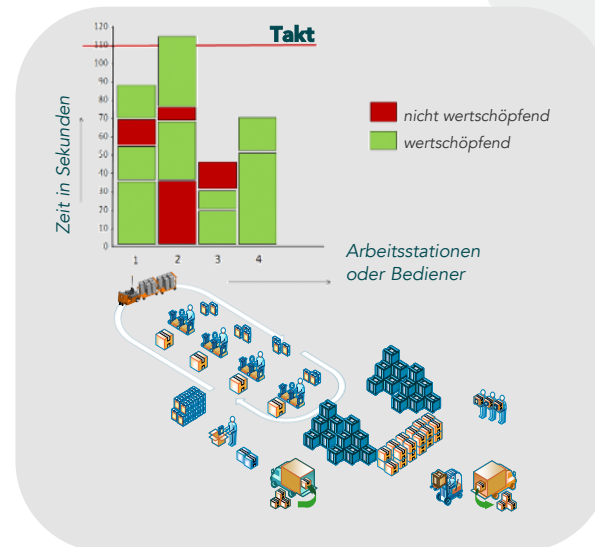 Takt
120
110
100
90
80
70
60
50
40
30
20
10
0
Zeit in Sekunden
nicht wertschöpfend
wertschöpfend
1 2 3 4
Arbeitsstationen
oder Bediener